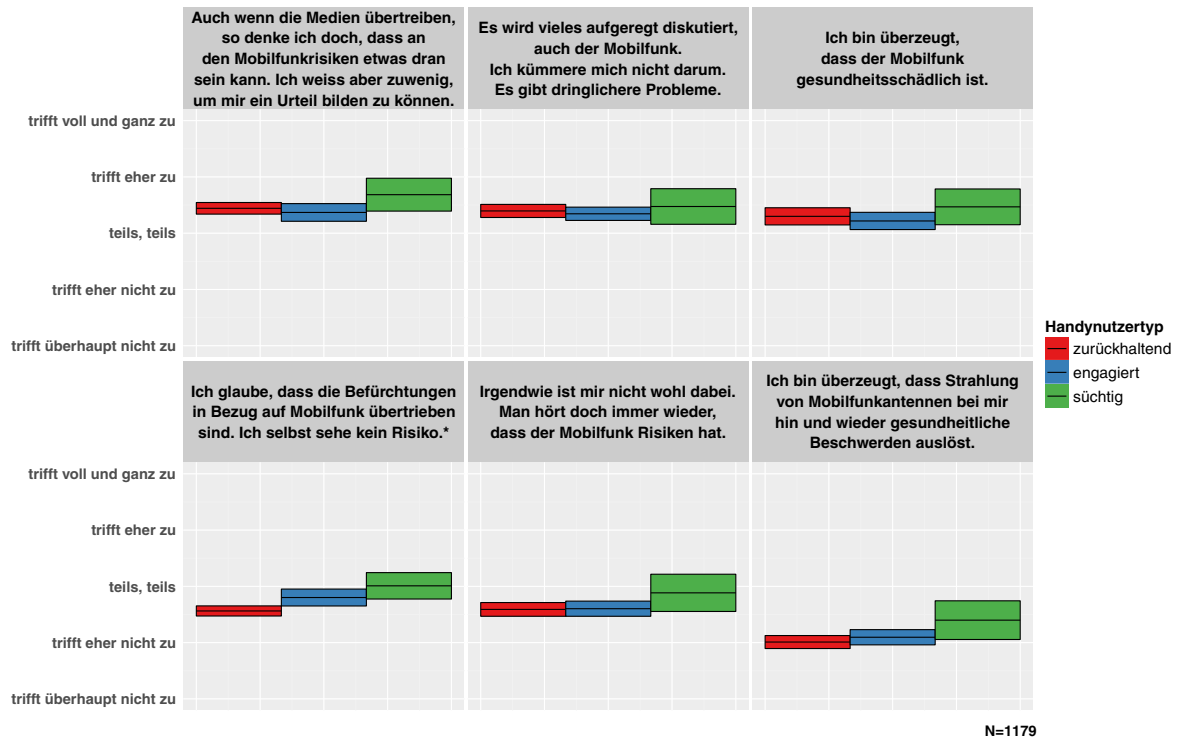 Auch wenn die Medien übertreiben,
so denke ich doch, dass an
den Mobilfunkrisiken etwas dran
sein kann. Ich weiss aber zuwenig,
um mir ein Urteil bilden zu können.
Es wird vieles aufgeregt diskutiert,
auch der Mobilfunk.
Ich kümmere mich nicht darum.
Es gibt dringlichere Probleme.
Ich bin überzeugt,
dass der Mobilfunk
gesundheitsschädlich ist.
trifft voll und ganz zu
trifft eher zu
teils, teils
trifft eher nicht zu
trifft überhaupt nicht zu
Ich glaube, dass die Befürchtungen
in Bezug auf Mobilfunk übertrieben
sind. Ich selbst sehe kein Risiko.*
Irgendwie ist mir nicht wohl dabei.
Man hört doch immer wieder,
dass der Mobilfunk Risiken hat.
Ich bin überzeugt, dass Strahlung
von Mobilfunkantennen bei mir
hin und wieder gesundheitliche
Beschwerden auslöst.
trifft voll und ganz zu
trifft eher zu
teils, teils
trifft eher nicht zu
trifft überhaupt nicht zu
Handynutzertyp
zurückhaltend
engagiert
süchtig
N=1179